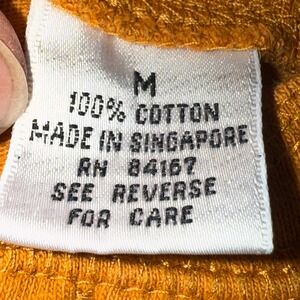 M
100% COTTON
MADE IN SINGAPORE
RN 84167
SEE REVERSE
FOR CARE